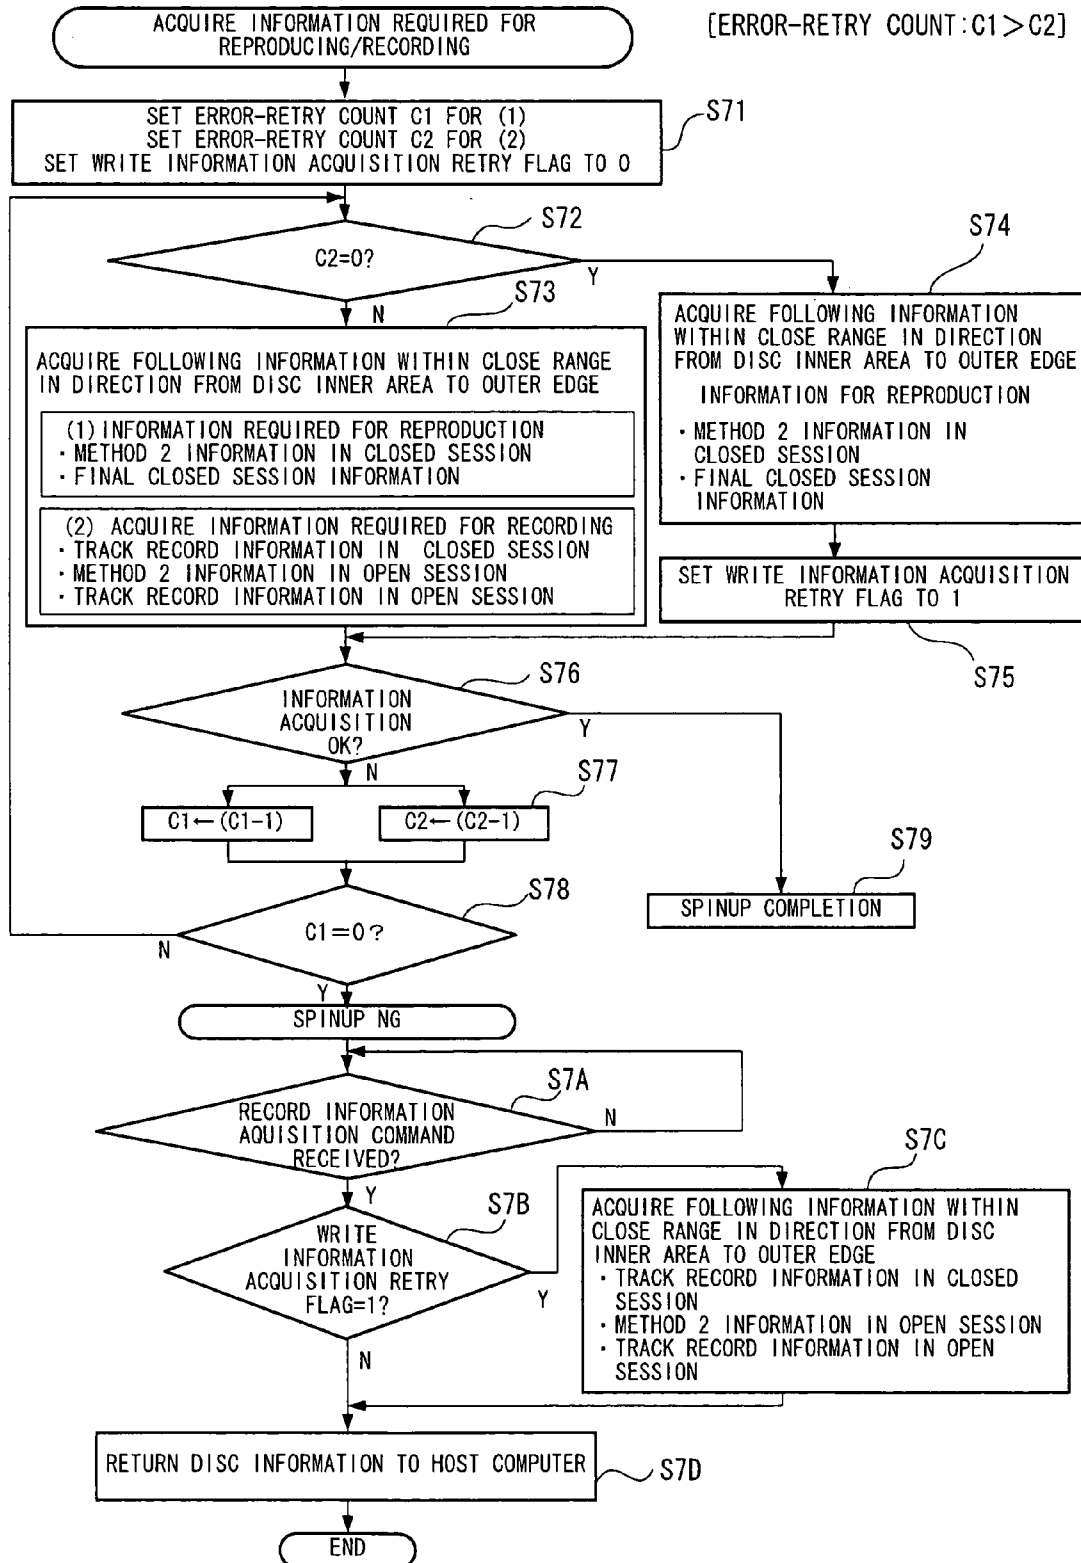 ACQUIRE INFORMATION REQUIRED FOR
REPRODUCING/RECORDING
[ERROR-RETRY COUNT:C1>C2]
SET ERROR-RETRY COUNT C1 FOR (1)
SET ERROR-RETRY COUNT C2 FOR (2)
SET WRITE INFORMATION ACQUISITION RETRY FLAG TO 0
S71
C2=0?
S72
Y
N
S73
ACQUIRE FOLLOWING INFORMATION WITHIN CLOSE RANGE
IN DIRECTION FROM DISC INNER AREA TO OUTER EDGE
(1) INFORMATION REQUIRED FOR REPRODUCTION
・METHOD 2 INFORMATION IN CLOSED SESSION
・FINAL CLOSED SESSION INFORMATION
(2) ACQUIRE INFORMATION REQUIRED FOR RECORDING
・TRACK RECORD INFORMATION IN CLOSED SESSION
・METHOD 2 INFORMATION IN OPEN SESSION
・TRACK RECORD INFORMATION IN OPEN SESSION
S74
ACQUIRE FOLLOWING INFORMATION
WITHIN CLOSE RANGE IN DIRECTION
FROM DISC INNER AREA TO OUTER EDGE
INFORMATION FOR REPRODUCTION
・METHOD 2 INFORMATION IN
CLOSED SESSION
・FINAL CLOSED SESSION
INFORMATION
SET WRITE INFORMATION ACQUISITION
RETRY FLAG TO 1
S75
S76
INFORMATION
ACQUISITION
OK?
Y
N
S77
C1←(C1-1)
C2←(C2-1)
S78
C1=0?
N
Y
S79
SPINUP COMPLETION
SPINUP NG
S7A
RECORD INFORMATION
AQUISITION COMMAND
RECEIVED?
N
Y
S7B
WRITE
INFORMATION
ACQUISITION RETRY
FLAG=1?
Y
N
S7C
ACQUIRE FOLLOWING INFORMATION WITHIN
CLOSE RANGE IN DIRECTION FROM DISC
INNER AREA TO OUTER EDGE
・TRACK RECORD INFORMATION IN CLOSED
SESSION
・METHOD 2 INFORMATION IN OPEN SESSION
・TRACK RECORD INFORMATION IN OPEN
SESSION
RETURN DISC INFORMATION TO HOST COMPUTER
S7D
END